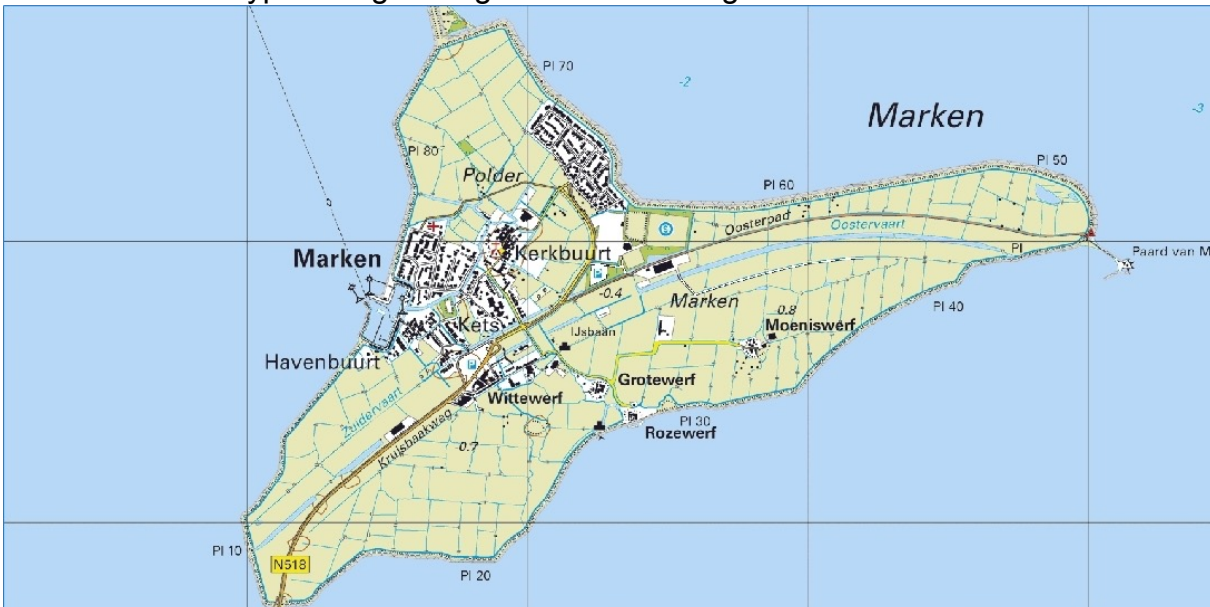 Pl 70
-2
Marken
-3
Pl 80
Polder
Pl 60
Pl 50
Oosterpad
Oostervaart
Pl
Marken
Kerkbuurt
Paard van M
-0.4
Marken
Pl 40
0.8
Kets
IJsbaan
Moeniswerf
Havenbuurt
Grotewerf
Wittewerf
Zuidervaart
Kruisbaakweg
Pl 30
Rozewerf
-0.7
Pl 10
N518
Pl 20